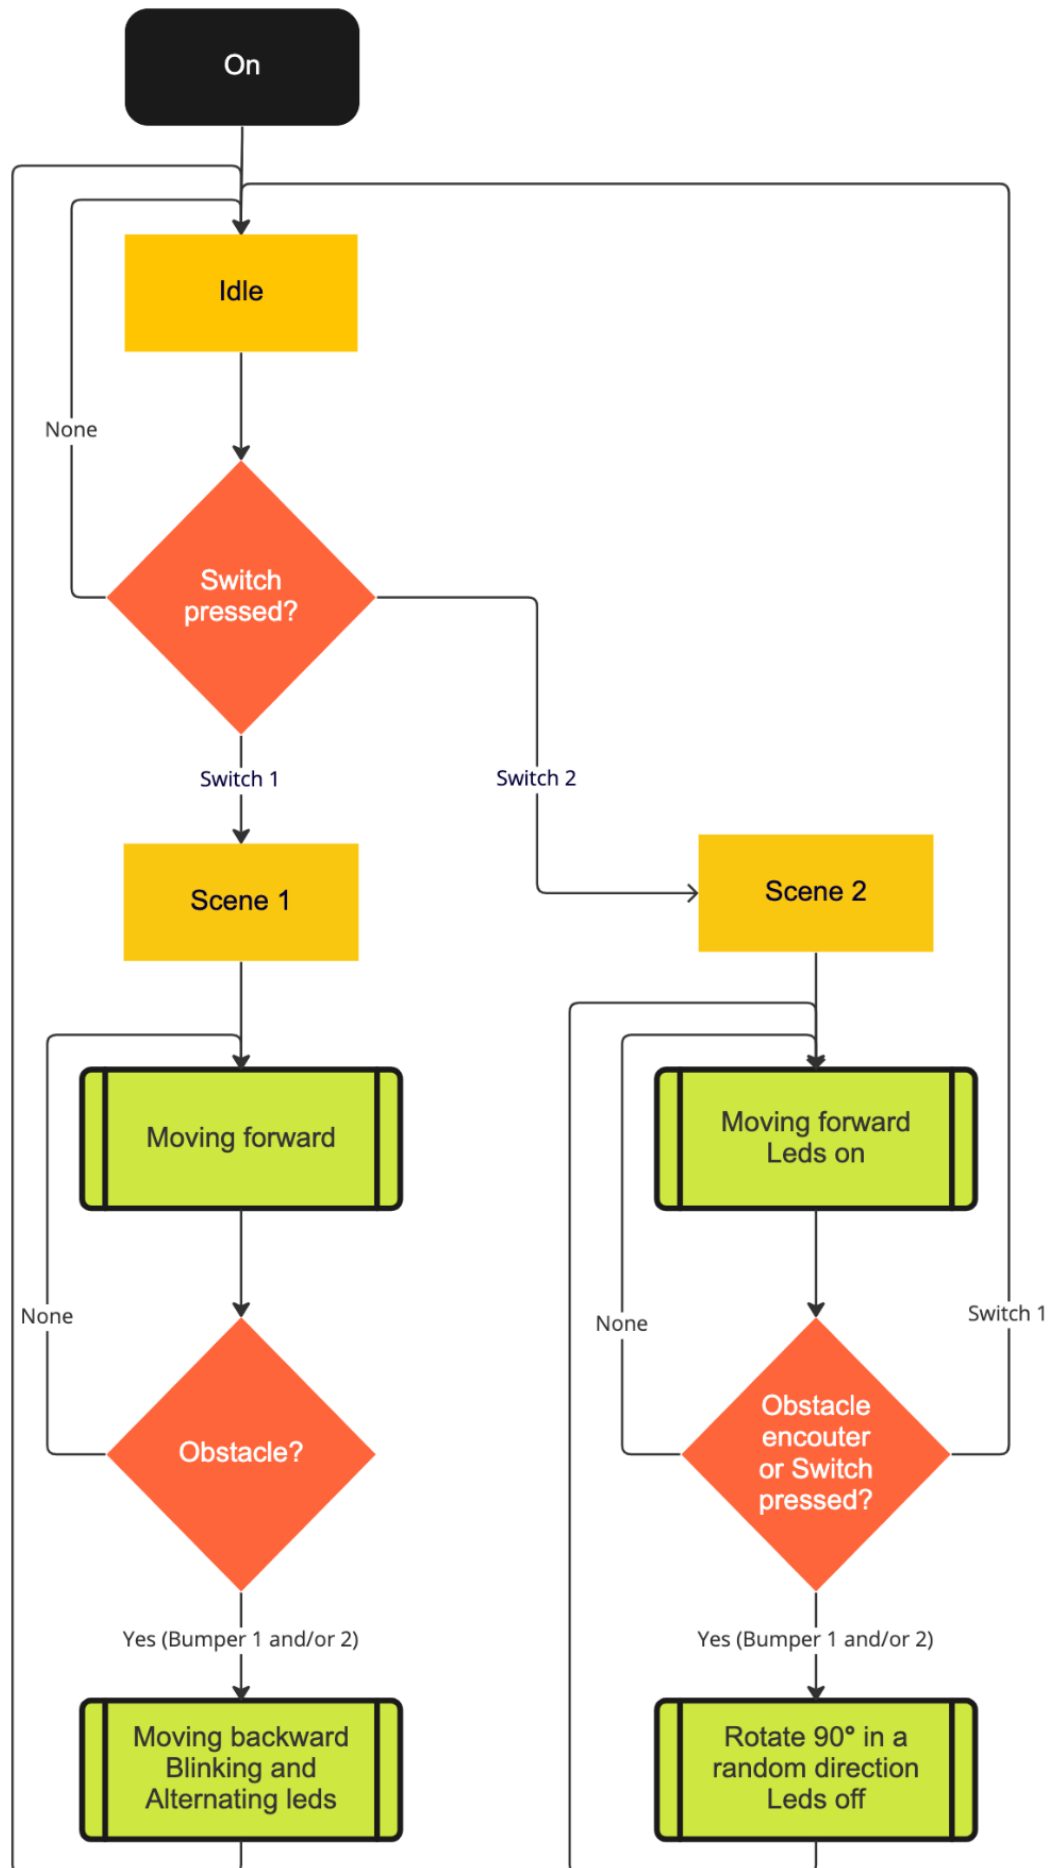 On
Idle
None
Switch
pressed?
Switch 1
Switch 2
Scene 1
Scene 2
Moving forward
Moving forward
Leds on
None
None
Switch 1
Obstacle?
Obstacle
encouter
or Switch
pressed?
Yes (Bumper 1 and/or 2)
Yes (Bumper 1 and/or 2)
Moving backward
Blinking and
Alternating leds
Rotate 90° in a
random direction
Leds off